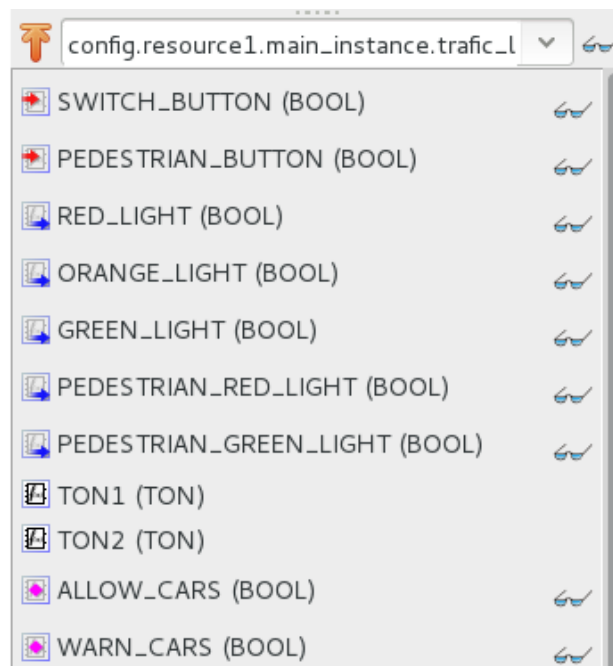 config.resource1.main_instance.trafic_l
SWITCH_BUTTON (BOOL)
PEDESTRIAN_BUTTON (BOOL)
RED_LIGHT (BOOL)
ORANGE_LIGHT (BOOL)
GREEN_LIGHT (BOOL)
PEDESTRIAN_RED_LIGHT (BOOL)
PEDESTRIAN_GREEN_LIGHT (BOOL)
TON1 (TON)
TON2 (TON)
ALLOW_CARS (BOOL)
WARN_CARS (BOOL)